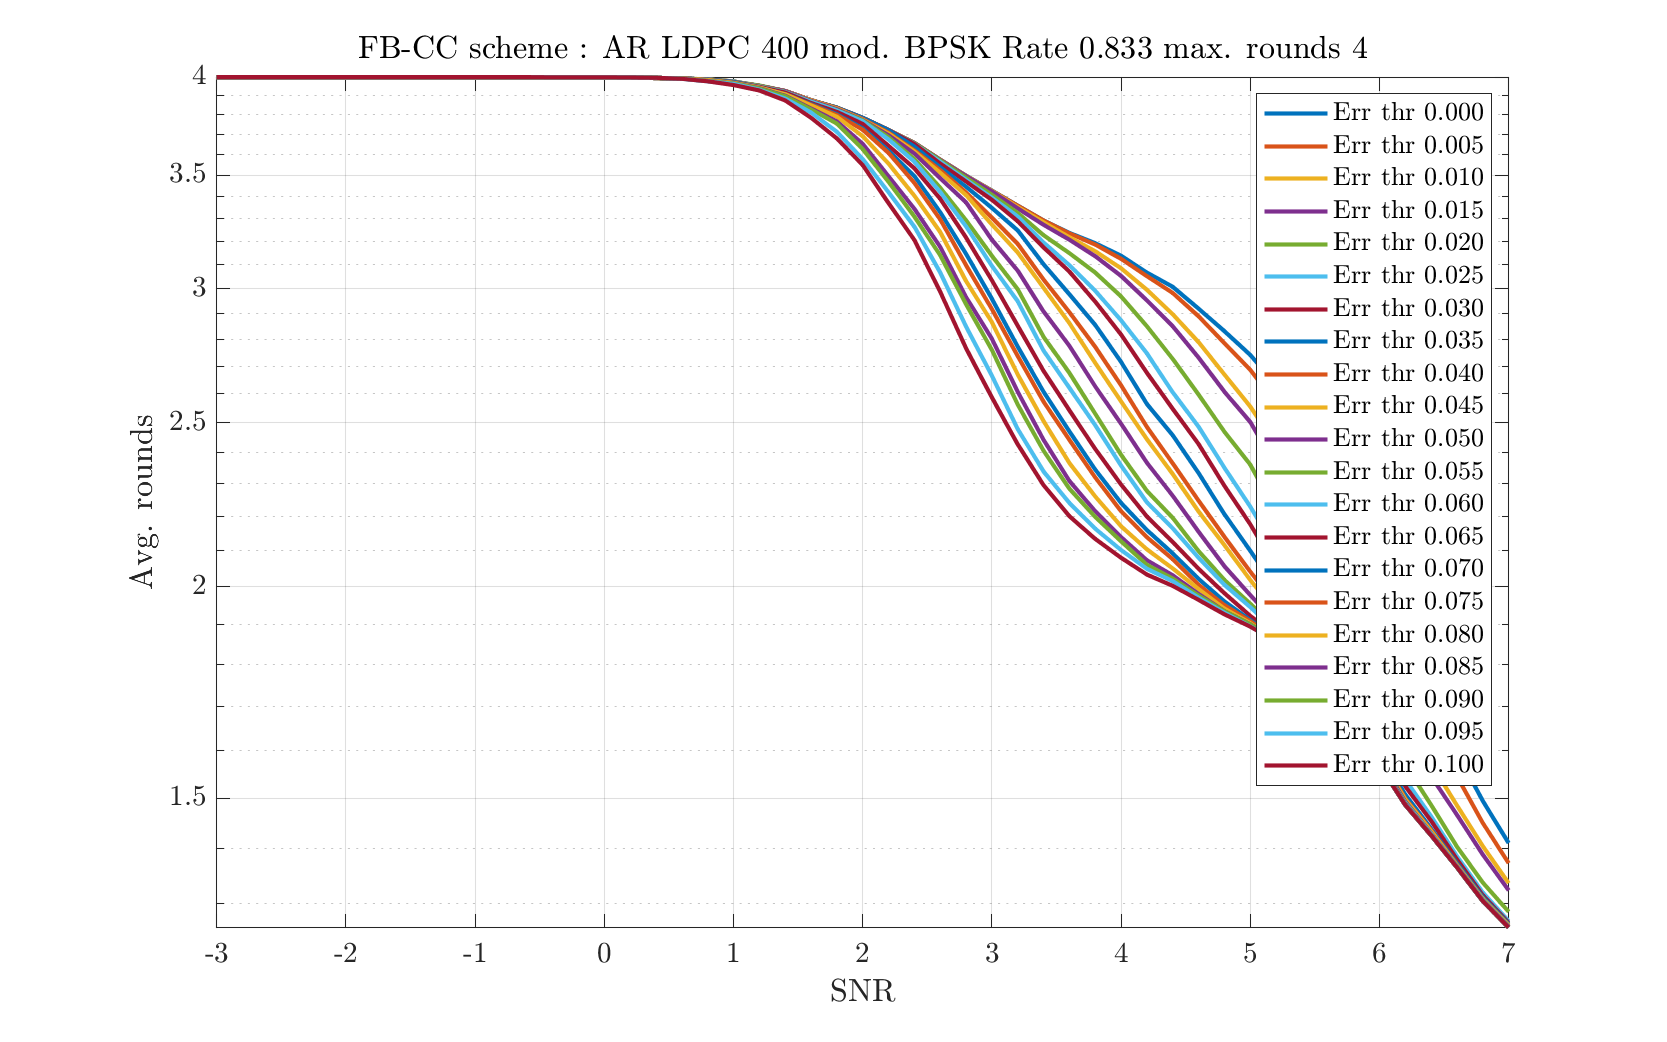 FB-CC scheme : AR LDPC 400 mod. BPSK Rate 0.833 max. rounds 4
4
3.5
3
2.5
2
1.5
Avg. rounds
-3 -2 -1 0 1 2 3 4 5 6 7
SNR
Err thr 0.000
Err thr 0.005
Err thr 0.010
Err thr 0.015
Err thr 0.020
Err thr 0.025
Err thr 0.030
Err thr 0.035
Err thr 0.040
Err thr 0.045
Err thr 0.050
Err thr 0.055
Err thr 0.060
Err thr 0.065
Err thr 0.070
Err thr 0.075
Err thr 0.080
Err thr 0.085
Err thr 0.090
Err thr 0.095
Err thr 0.100